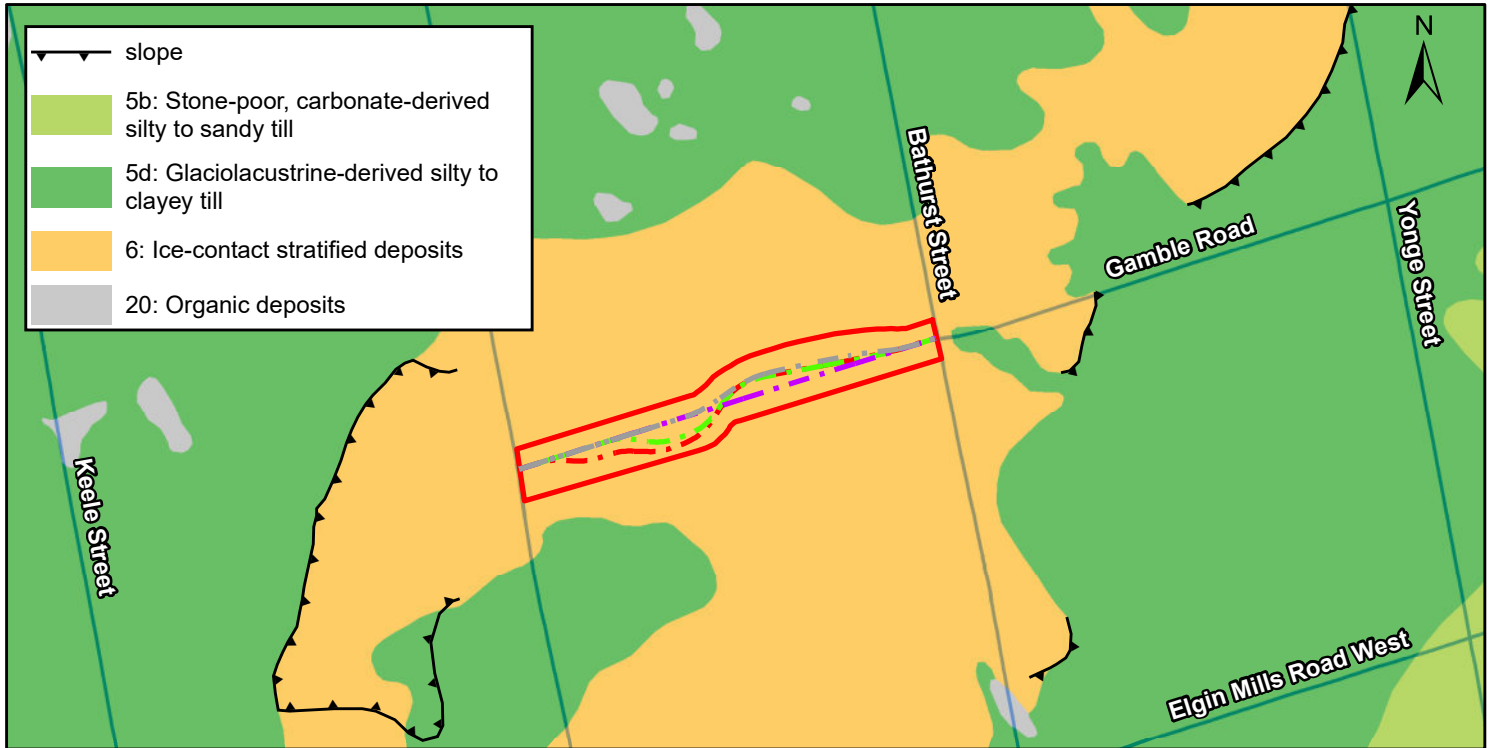 slope
5b: Stone-poor, carbonate-derived
silty to sandy till
5d: Glaciolacustrine-derived silty to
clayey till
6: Ice-contact stratified deposits
20: Organic deposits
N
Bathurst Street
Gamble Road
Yonge Street
Keele Street
Elgin Mills Road West